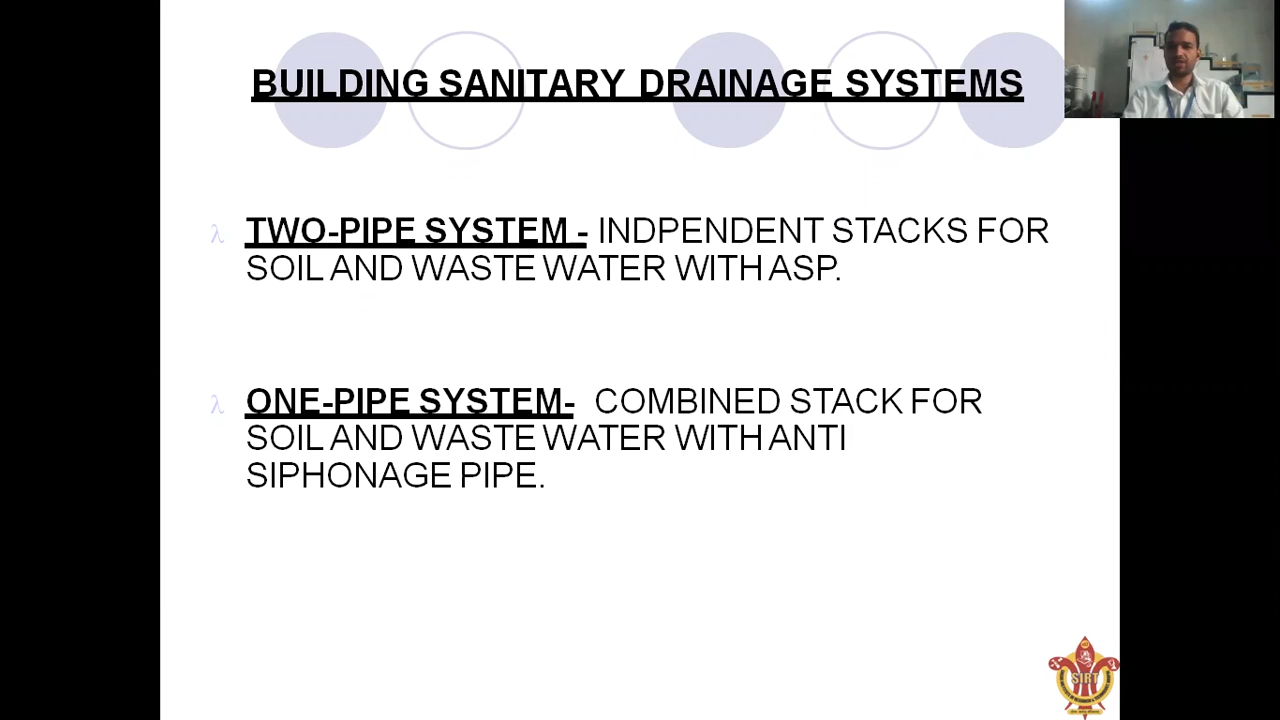 BUILDING SANITARY DRAINAGE SYSTEMS
λ TWO-PIPE SYSTEM - INDPENDENT STACKS FOR
SOIL AND WASTE WATER WITH ASP.
λ ONE-PIPE SYSTEM- COMBINED STACK FOR
SOIL AND WASTE WATER WITH ANTI
SIPHONAGE PIPE.
SIRT